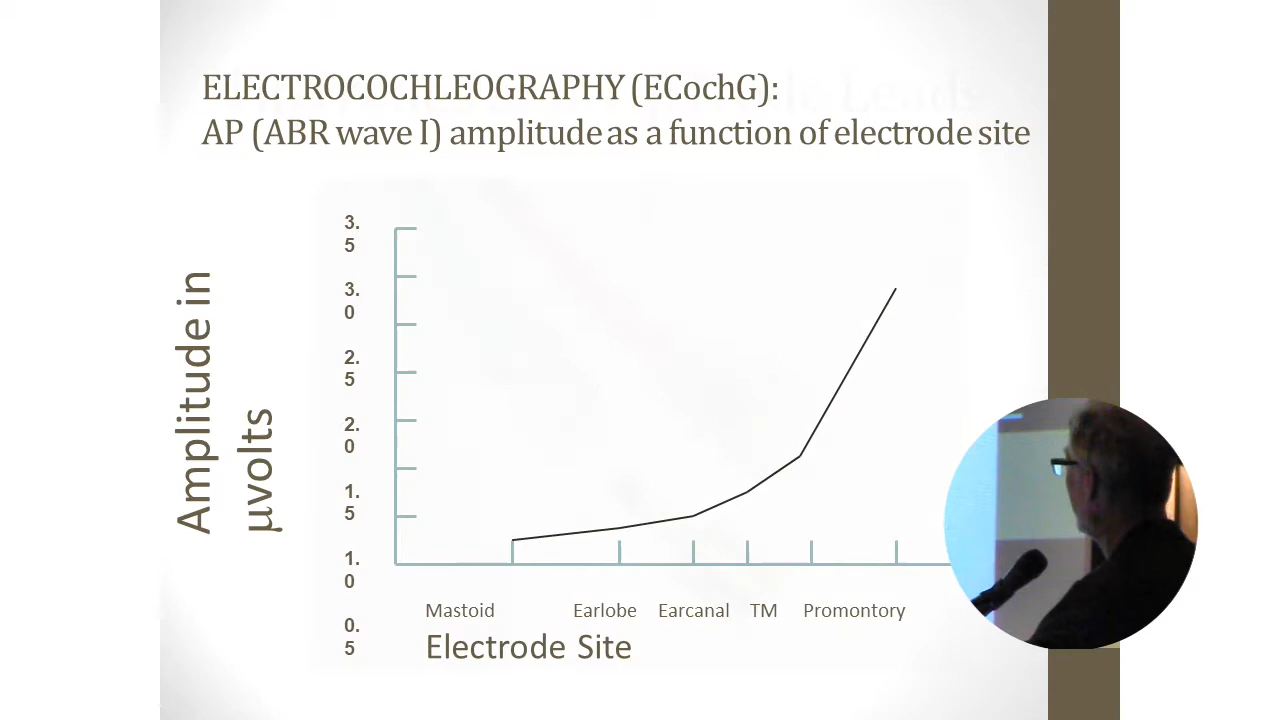 ELECTROCOCHLEOGRAPHY (ECochG):
AP (ABR wave I) amplitude as a function of electrode site
Amplitude in
µvolts
3.
5
3.
0
2.
5
2.
0
1.
5
1.
0
0.
5
Mastoid Earlobe Earcanal TM Promontory
Electrode Site